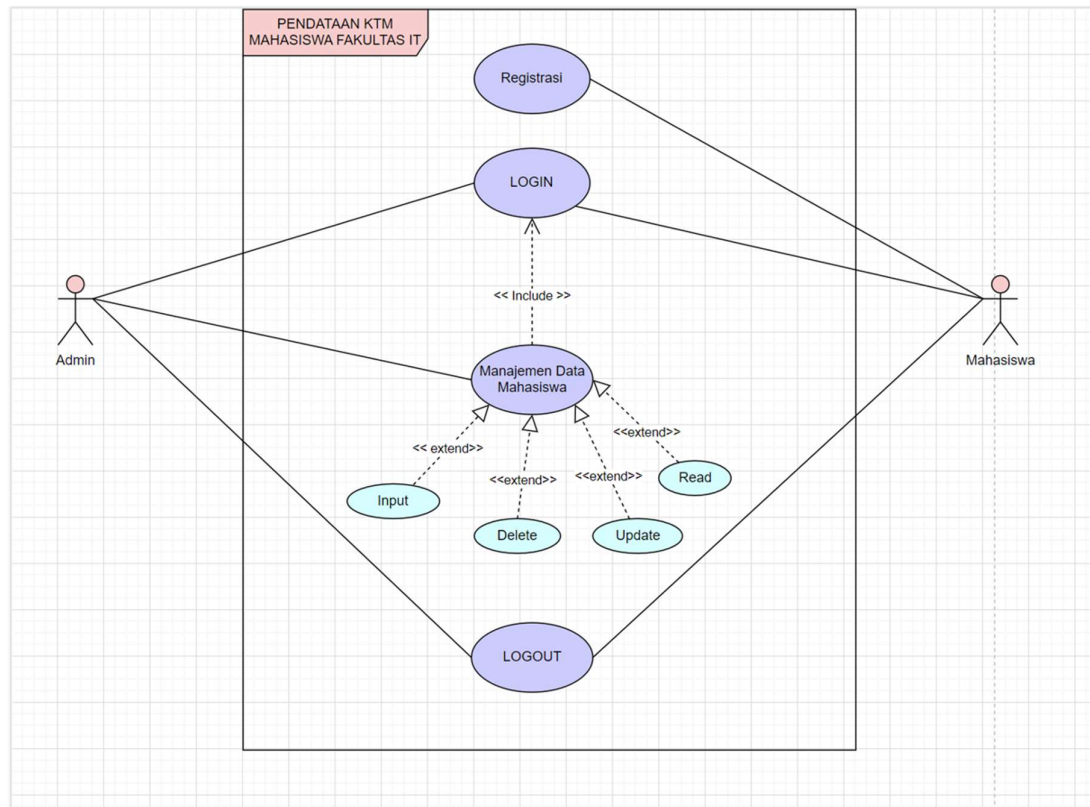 PENDATAAN KTM
MAHASISWA FAKULTAS IT
Registrasi
LOGIN
<< Include >>
Admin
Mahasiswa
Manajemen Data
Mahasiswa
<<extend>>
<< extend>>
<<extend>>
<<extend>>
Read
Input
Delete
Update
LOGOUT